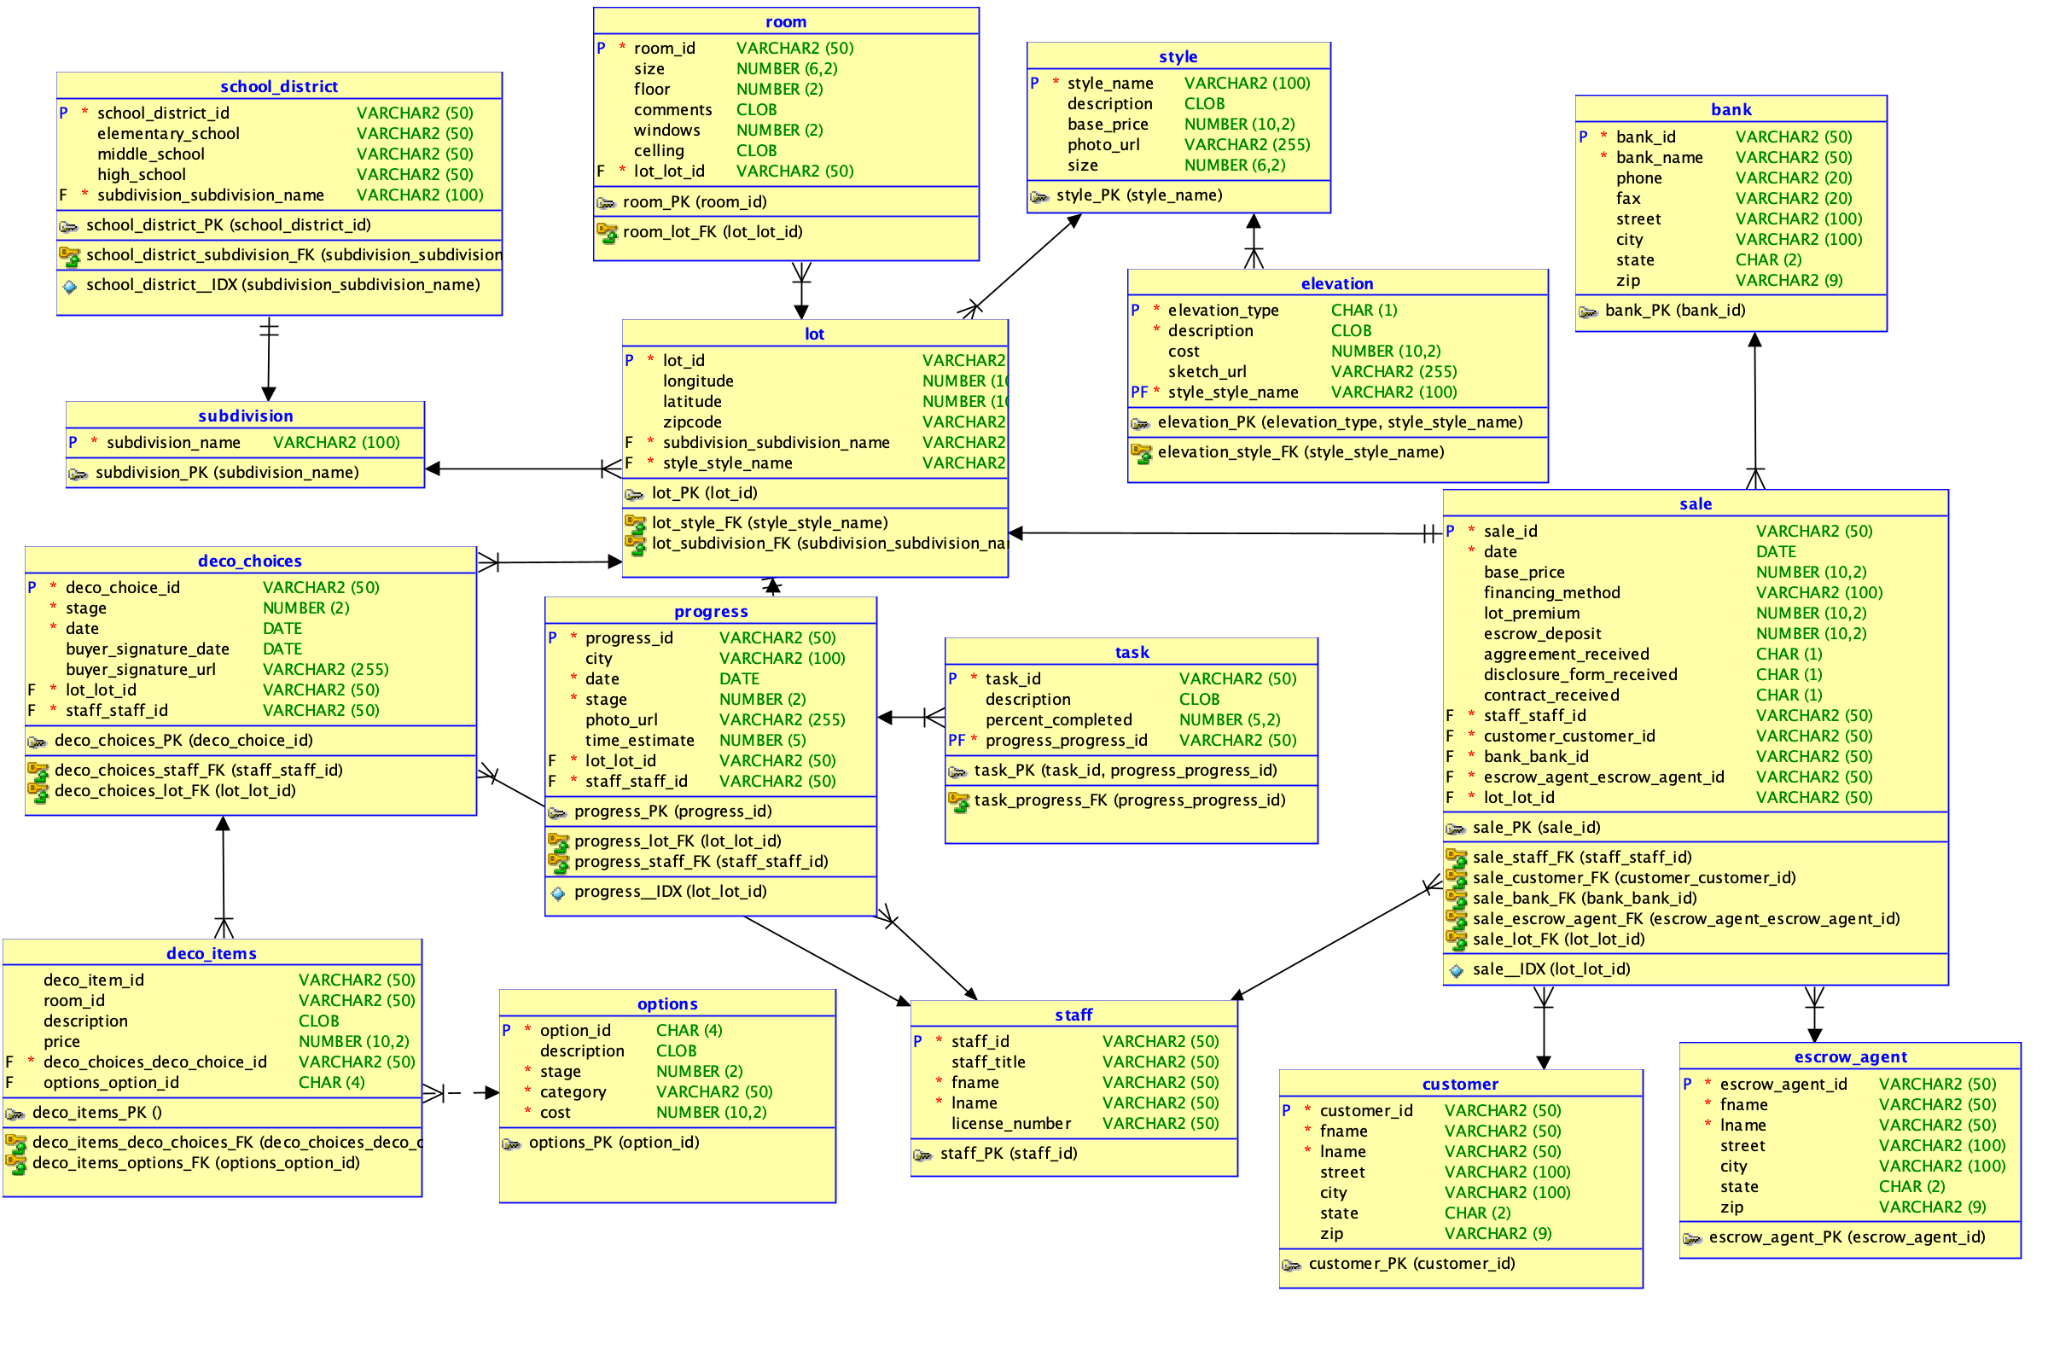 school_district
P * school_district_id VARCHAR2 (50)
elementary_school VARCHAR2 (50)
middle_school VARCHAR2 (50)
high_school VARCHAR2 (50)
F * subdivision_subdivision_name VARCHAR2 (100)
school_district_PK (school_district_id)
school_district_subdivision_FK (subdivision_subdivision
school_district__IDX (subdivision_subdivision_name)
room
P * room_id VARCHAR2 (50)
size NUMBER (6,2)
floor NUMBER (2)
comments CLOB
windows NUMBER (2)
celling CLOB
F * lot_lot_id VARCHAR2 (50)
room_PK (room_id)
room_lot_FK (lot_lot_id)
style
P * style_name VARCHAR2 (100)
description CLOB
base_price NUMBER (10,2)
photo_url VARCHAR2 (255)
size NUMBER (6,2)
style_PK (style_name)
bank
P * bank_id VARCHAR2 (50)
* bank_name VARCHAR2 (50)
phone VARCHAR2 (20)
fax VARCHAR2 (20)
street VARCHAR2 (100)
city VARCHAR2 (100)
state CHAR (2)
zip VARCHAR2 (9)
bank_PK (bank_id)
elevation
P * elevation_type CHAR (1)
* description CLOB
cost NUMBER (10,2)
sketch_url VARCHAR2 (255)
PF * style_style_name VARCHAR2 (100)
elevation_PK (elevation_type, style_style_name)
elevation_style_FK (style_style_name)
subdivision
P * subdivision_name VARCHAR2 (100)
subdivision_PK (subdivision_name)
lot
P * lot_id VARCHAR2
longitude NUMBER (10
latitude NUMBER (10
zipcode VARCHAR2
F * subdivision_subdivision_name VARCHAR2
F * style_style_name VARCHAR2
lot_PK (lot_id)
lot_style_FK (style_style_name)
lot_subdivision_FK (subdivision_subdivision_nar
sale
P * sale_id VARCHAR2 (50)
* date DATE
base_price NUMBER (10,2)
financing_method VARCHAR2 (100)
lot_premium NUMBER (10,2)
escrow_deposit NUMBER (10,2)
aggreement_received CHAR (1)
disclosure_form_received CHAR (1)
contract_received CHAR (1)
F * staff_staff_id VARCHAR2 (50)
F * customer_customer_id VARCHAR2 (50)
F * bank_bank_id VARCHAR2 (50)
F * escrow_agent_escrow_agent_id VARCHAR2 (50)
F * lot_lot_id VARCHAR2 (50)
sale_PK (sale_id)
sale_staff_FK (staff_staff_id)
sale_customer_FK (customer_customer_id)
sale_bank_FK (bank_bank_id)
sale_escrow_agent_FK (escrow_agent_escrow_agent_id)
sale_lot_FK (lot_lot_id)
sale__IDX (lot_lot_id)
deco_choices
P * deco_choice_id VARCHAR2 (50)
* stage NUMBER (2)
* date DATE
buyer_signature_date DATE
buyer_signature_url VARCHAR2 (255)
F * lot_lot_id VARCHAR2 (50)
F * staff_staff_id VARCHAR2 (50)
deco_choices_PK (deco_choice_id)
deco_choices_staff_FK (staff_staff_id)
deco_choices_lot_FK (lot_lot_id)
progress
P * progress_id VARCHAR2 (50)
city VARCHAR2 (100)
* date DATE
* stage NUMBER (2)
photo_url VARCHAR2 (255)
time_estimate NUMBER (5)
F * lot_lot_id VARCHAR2 (50)
F * staff_staff_id VARCHAR2 (50)
progress_PK (progress_id)
progress_lot_FK (lot_lot_id)
progress_staff_FK (staff_staff_id)
progress__IDX (lot_lot_id)
task
P * task_id VARCHAR2 (50)
description CLOB
percent_completed NUMBER (5,2)
PF * progress_progress_id VARCHAR2 (50)
task_PK (task_id, progress_progress_id)
task_progress_FK (progress_progress_id)
deco_items
deco_item_id VARCHAR2 (50)
room_id VARCHAR2 (50)
description CLOB
price NUMBER (10,2)
F * deco_choices_deco_choice_id VARCHAR2 (50)
F options_option_id CHAR (4)
deco_items_PK ()
deco_items_deco_choices_FK (deco_choices_deco_c
deco_items_options_FK (options_option_id)
options
P * option_id CHAR (4)
description CLOB
* stage NUMBER (2)
* category VARCHAR2 (50)
* cost NUMBER (10,2)
options_PK (option_id)
staff
P * staff_id VARCHAR2 (50)
staff_title VARCHAR2 (50)
* fname VARCHAR2 (50)
* lname VARCHAR2 (50)
license_number VARCHAR2 (50)
staff_PK (staff_id)
customer
P * customer_id VARCHAR2 (50)
* fname VARCHAR2 (50)
* lname VARCHAR2 (50)
street VARCHAR2 (100)
city VARCHAR2 (100)
state CHAR (2)
zip VARCHAR2 (9)
customer_PK (customer_id)
escrow_agent
P * escrow_agent_id VARCHAR2 (50)
* fname VARCHAR2 (50)
* lname VARCHAR2 (50)
street VARCHAR2 (100)
city VARCHAR2 (100)
state CHAR (2)
zip VARCHAR2 (9)
escrow_agent_PK (escrow_agent_id)